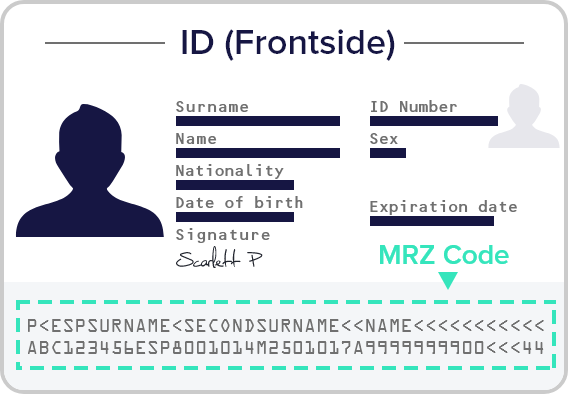 ID (Frontside)
Surname
ID Number
Name
Sex
Nationality
Date of birth
Expiration date
Signature
Scarlett P
MRZ Code
P<ESPSURNAME<SECONDSURNAME<<NAME<<<<<<<<<<<
ABC123456ESP8001014M2501017A9999999900<<<44